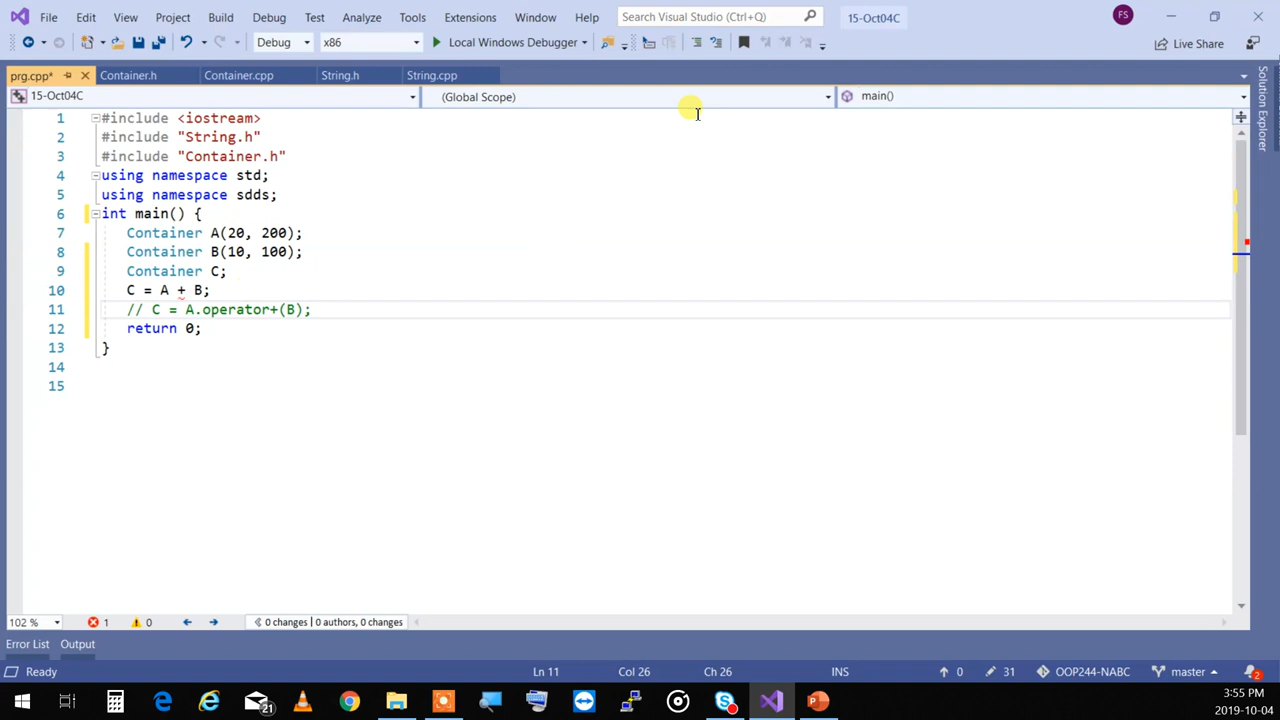 File Edit View Project Build Debug Test Analyze Tools Extensions Window Help Search Visual Studio (Ctrl+Q) 15-Oct04C FS
Debug x86 Local Windows Debugger Live Share
prg.cpp* Container.h Container.cpp String.h String.cpp
15-Oct04C (Global Scope) main()
Solution Explorer
1 #include <iostream>
2 #include "String.h"
3 #include "Container.h"
4 using namespace std;
5 using namespace sdds;
6 int main() {
7 Container A(20, 200);
8 Container B(10, 100);
9 Container C;
10 C = A + B;
11 // C = A.operator+(B);
12 return 0;
13 }
14
15
102 % 1 0 0 changes | 0 authors, 0 changes
Error List Output
Ready Ln 11 Col 26 Ch 26 INS 0 31 OOP244-NABC master 2
21
3:55 PM
2019-10-04